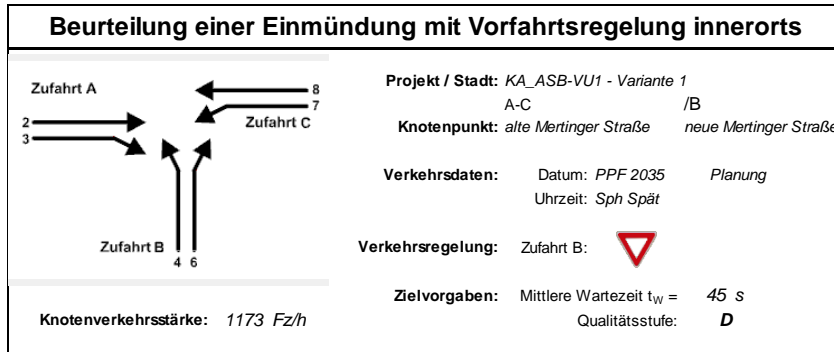 Beurteilung einer Einmündung mit Vorfahrtsregelung innerorts
Zufahrt A
8
7
Zufahrt C
2
3
Zufahrt B
4 6
Knotenverkehrsstärke: 1173 Fz/h
Projekt / Stadt: KA_ASB-VU1 - Variante 1
A-C /B
Knotenpunkt: alte Mertinger Straße neue Mertinger Straße
Verkehrsdaten: Datum: PPF 2035 Planung
Uhrzeit: Sph Spät
Verkehrsregelung: Zufahrt B:
Zielvorgaben: Mittlere Wartezeit tW = 45 s
Qualitätsstufe: D